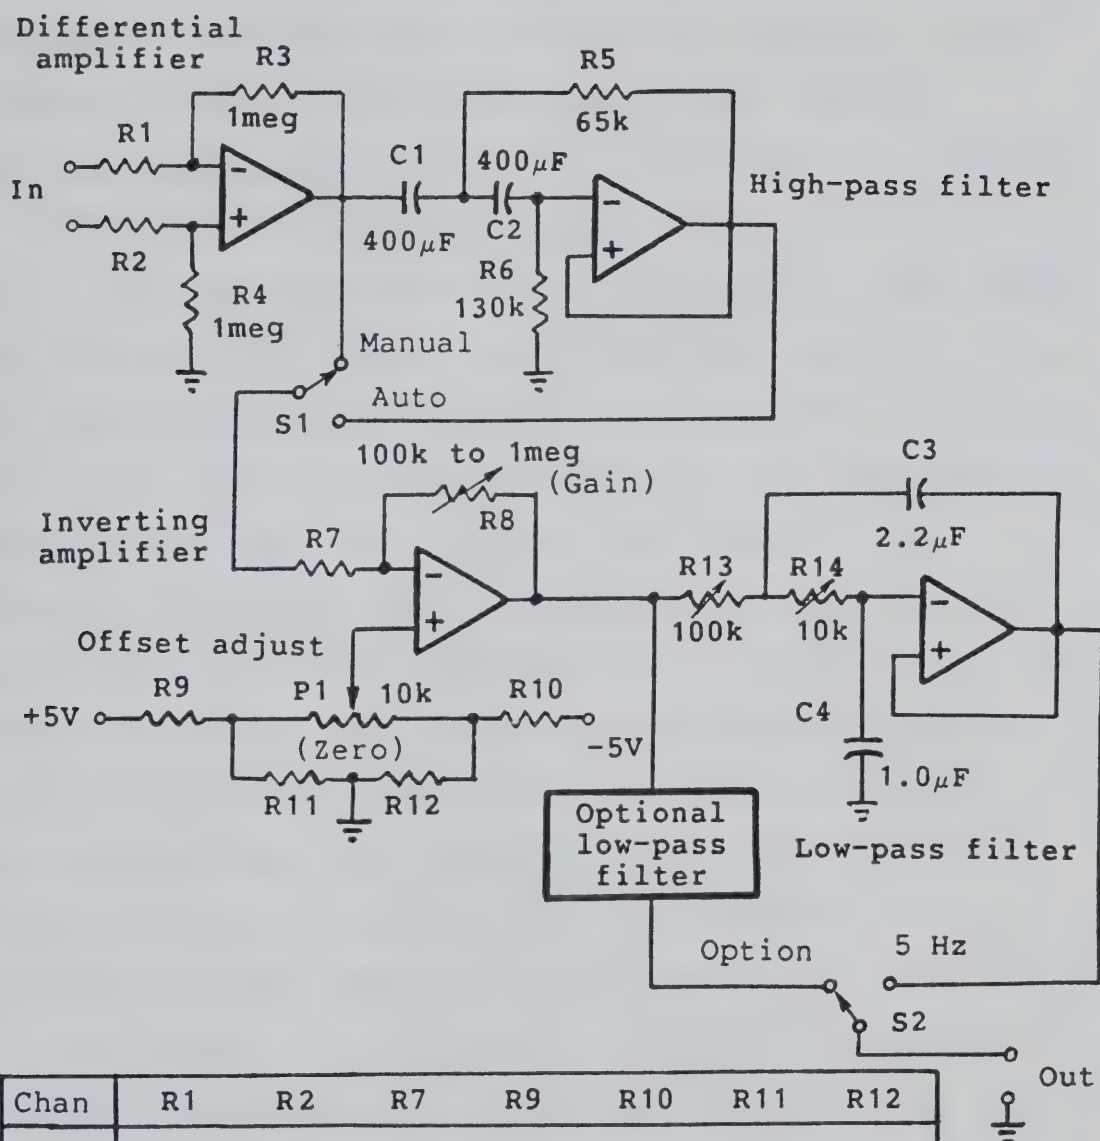 Differential
amplifier
R3
1meg
R1
In
R2
R4
1meg
−
+
C1
400μF
400μF
C2
R5
65k
R6
130k
−
+
High-pass filter
Manual
Auto
S1
100k to 1meg
(Gain)
R8
Inverting
amplifier
R7
−
+
Offset adjust
R9
P1
10k
R10
+5V
(Zero)
-5V
R11
R12
R13
100k
R14
10k
C3
2.2μF
−
+
C4
1.0μF
Optional
low-pass
filter
Low-pass filter
Option
5 Hz
S2
Out
Chan R1 R2 R7 R9 R10 R11 R12